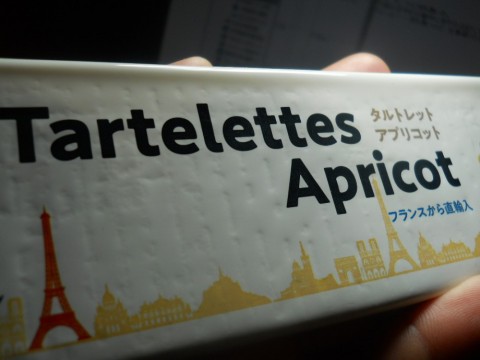 Tartelettes
タルトレット
アプリコット
Apricot
フランスから直輸入